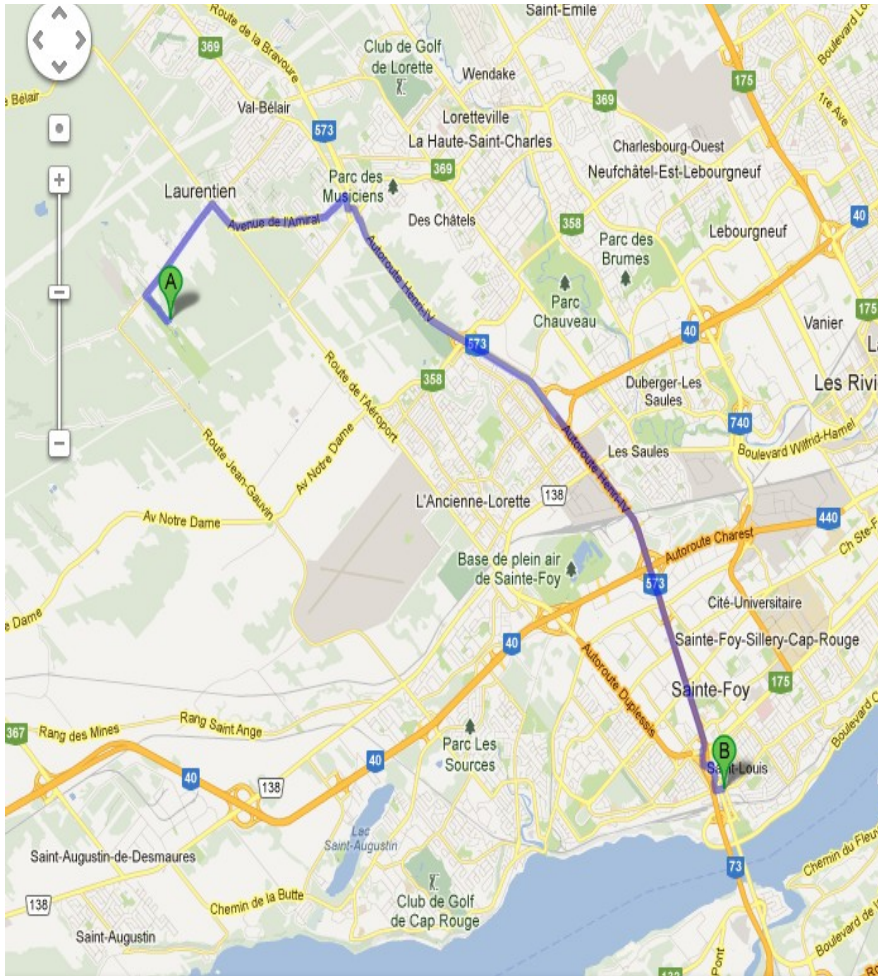 Saint-Émile
Route de la Bravoure
369
Club de Golf
de Lorette
Wendake
175
Boulevard
1re Ave
Val-Bélair
573
Loretteville
369
La Haute-Saint-Charles
Charlesbourg-Ouest
Neufchâtel-Est-Lebourgneuf
Laurentien
Parc des
Musiciens
369
Avenue de l'Amiral
Des Châtels
358
40
Lebourgneuf
Parc des
Brumes
A
Autoroute Henri-IV
Parc
Chauveau
175
Vanier
40
573
358
Route de l'Aéroport
Duberger-Les
Saules
Les Rivi
740
Route Jean-Gauvin
Av Notre Dame
Autoroute Henri-IV
Les Saules
Boulevard Wilfrid-Hamel
138
L'Ancienne-Lorette
Av Notre Dame
440
Autoroute Charest
Base de plein air
de Sainte-Foy
573
Ch Ste-F
Cité-Universitaire
e Dame
40
Sainte-Foy-Sillery-Cap-Rouge
Autoroute Duplessis
Sainte-Foy
175
367
Rang des Mines
Rang Saint Ange
Parc Les
Sources
B
Saint-Louis
40
40
138
Lac
Saint-Augustin
Saint-Augustin-de-Desmaures
73
Chemin du Fleu
Chemin de la Butte
138
Club de Golf
de Cap Rouge
Saint-Augustin
Boulevard de
Pont
132